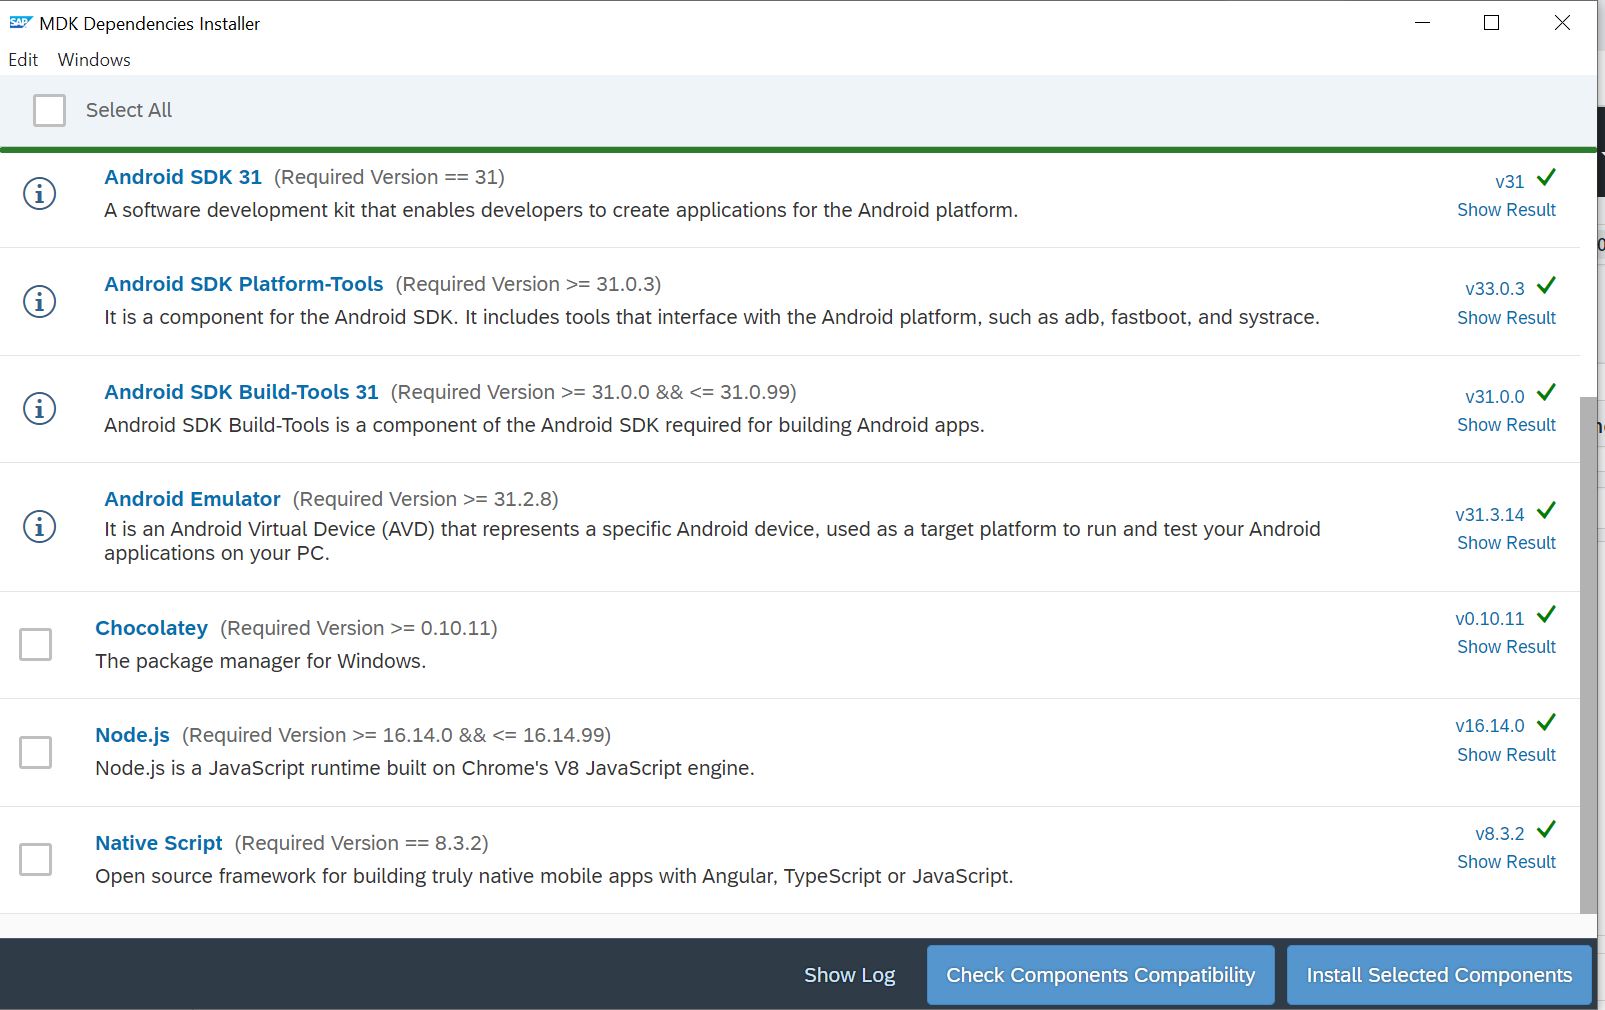 SAP MDK Dependencies Installer
Edit Windows
Select All
Android SDK 31 (Required Version == 31)
v31
A software development kit that enables developers to create applications for the Android platform.
Show Result
Android SDK Platform-Tools (Required Version >= 31.0.3)
v33.0.3
It is a component for the Android SDK. It includes tools that interface with the Android platform, such as adb, fastboot, and systrace.
Show Result
Android SDK Build-Tools 31 (Required Version >= 31.0.0 && <= 31.0.99)
v31.0.0
Android SDK Build-Tools is a component of the Android SDK required for building Android apps.
Show Result
Android Emulator (Required Version >= 31.2.8)
v31.3.14
It is an Android Virtual Device (AVD) that represents a specific Android device, used as a target platform to run and test your Android
applications on your PC.
Show Result
Chocolatey (Required Version >= 0.10.11)
v0.10.11
The package manager for Windows.
Show Result
Node.js (Required Version >= 16.14.0 && <= 16.14.99)
v16.14.0
Node.js is a JavaScript runtime built on Chrome's V8 JavaScript engine.
Show Result
Native Script (Required Version == 8.3.2)
v8.3.2
Open source framework for building truly native mobile apps with Angular, TypeScript or JavaScript.
Show Result
Show Log Check Components Compatibility Install Selected Components